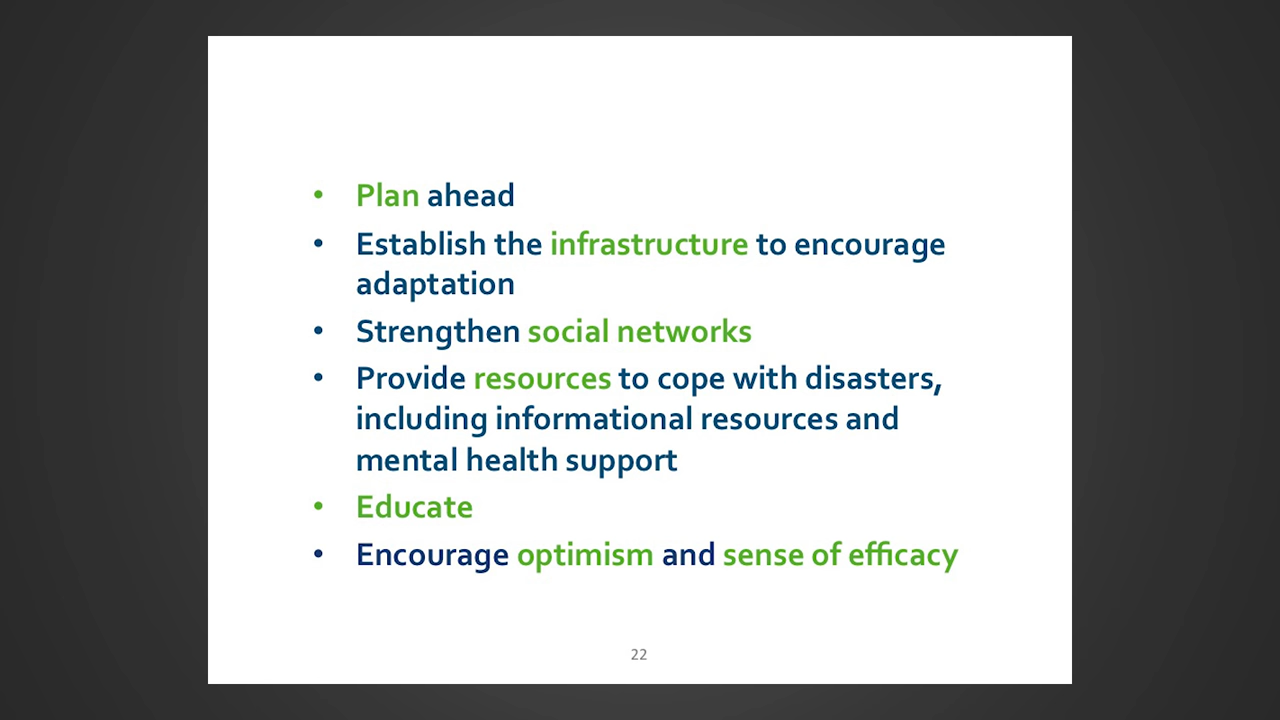 • Plan ahead
• Establish the infrastructure to encourage
adaptation
• Strengthen social networks
• Provide resources to cope with disasters,
including informational resources and
mental health support
• Educate
• Encourage optimism and sense of efficacy
22